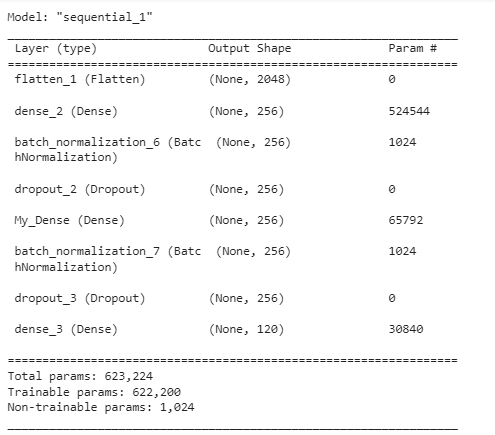 Model: "sequential_1"
_________________________________________________________________
Layer (type) Output Shape Param #
=================================================================
flatten_1 (Flatten) (None, 2048) 0
dense_2 (Dense) (None, 256) 524544
batch_normalization_6 (Batc (None, 256) 1024
hNormalization)
dropout_2 (Dropout) (None, 256) 0
My_Dense (Dense) (None, 256) 65792
batch_normalization_7 (Batc (None, 256) 1024
hNormalization)
dropout_3 (Dropout) (None, 256) 0
dense_3 (Dense) (None, 120) 30840
=================================================================
Total params: 623,224
Trainable params: 622,200
Non-trainable params: 1,024
_________________________________________________________________